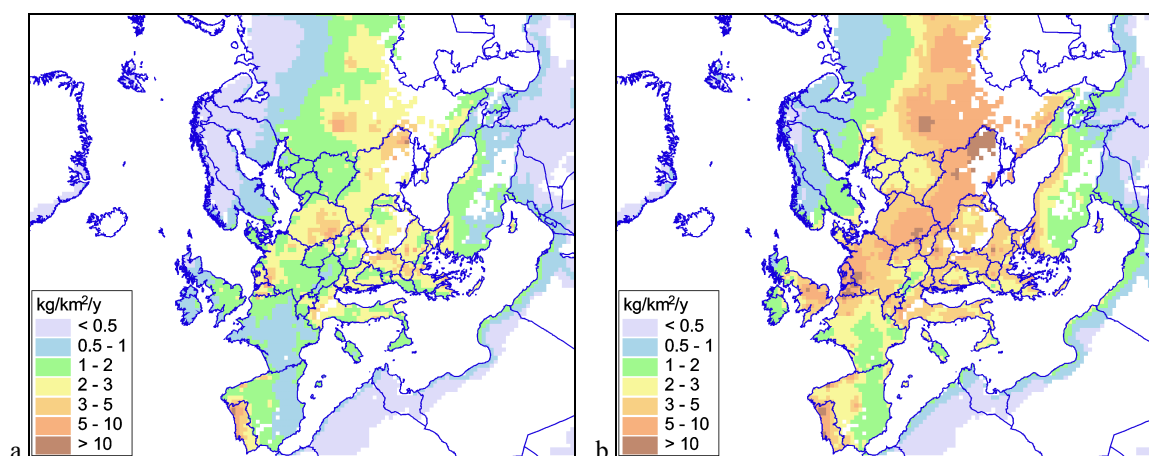 kg/km²/y
< 0.5
0.5 - 1
1 - 2
2 - 3
3 - 5
5 - 10
> 10
a
kg/km²/y
< 0.5
0.5 - 1
1 - 2
2 - 3
3 - 5
5 - 10
> 10
b